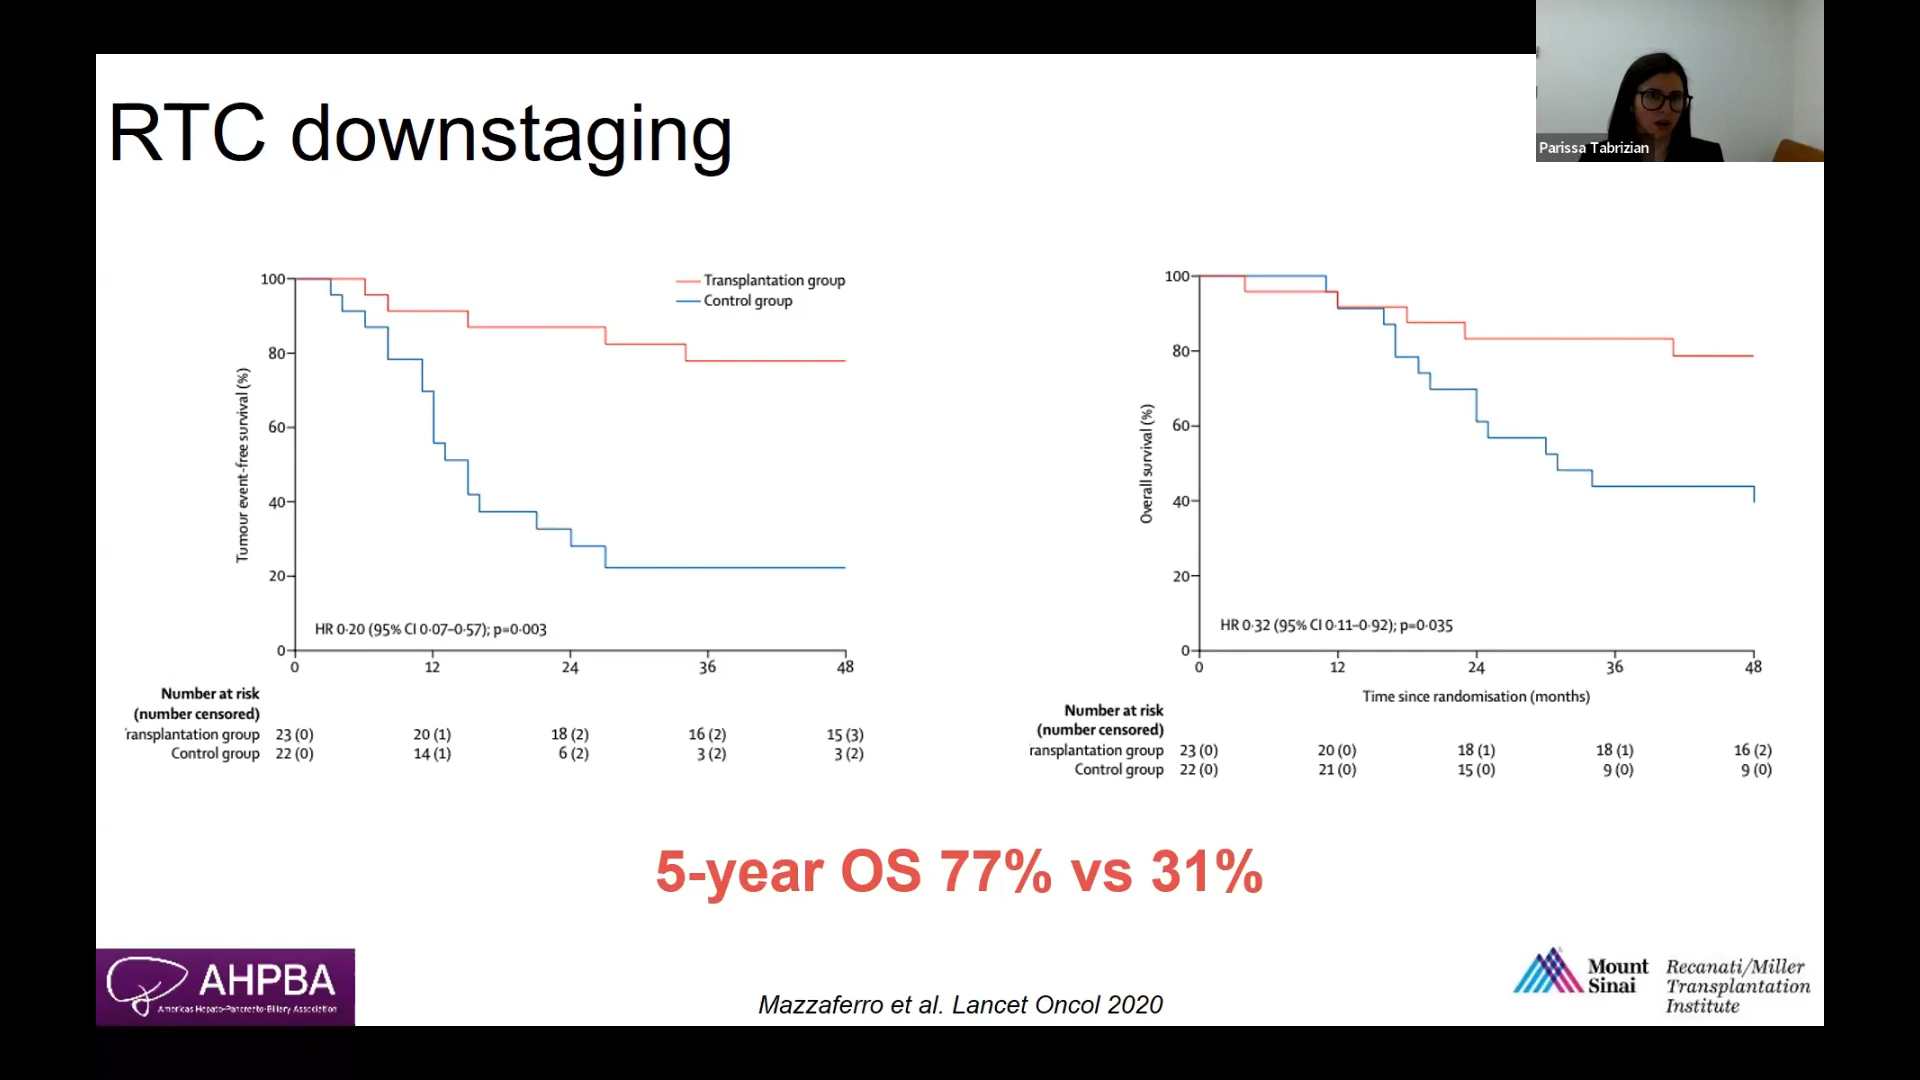 RTC downstaging
Parissa Tabrizian
100
80
60
40
20
0
Tumour event-free survival (%)
Transplantation group
Control group
HR 0·20 (95% CI 0·07–0·57); p=0·003
0 12 24 36 48
Number at risk
(number censored)
ransplantation group 23 (0) 20 (1) 18 (2) 16 (2) 15 (3)
Control group 22 (0) 14 (1) 6 (2) 3 (2) 3 (2)
100
80
60
40
20
0
Overall survival (%)
HR 0·32 (95% CI 0·11–0·92); p=0·035
0 12 24 36 48
Time since randomisation (months)
Number at risk
(number censored)
ransplantation group 23 (0) 20 (0) 18 (1) 18 (1) 16 (2)
Control group 22 (0) 21 (0) 15 (0) 9 (0) 9 (0)
5-year OS 77% vs 31%
AHPBA
Americas Hepato-Pancreato-Biliary Association
Mazzaferro et al. Lancet Oncol 2020
Mount
Sinai
Recanati/Miller
Transplantation
Institute